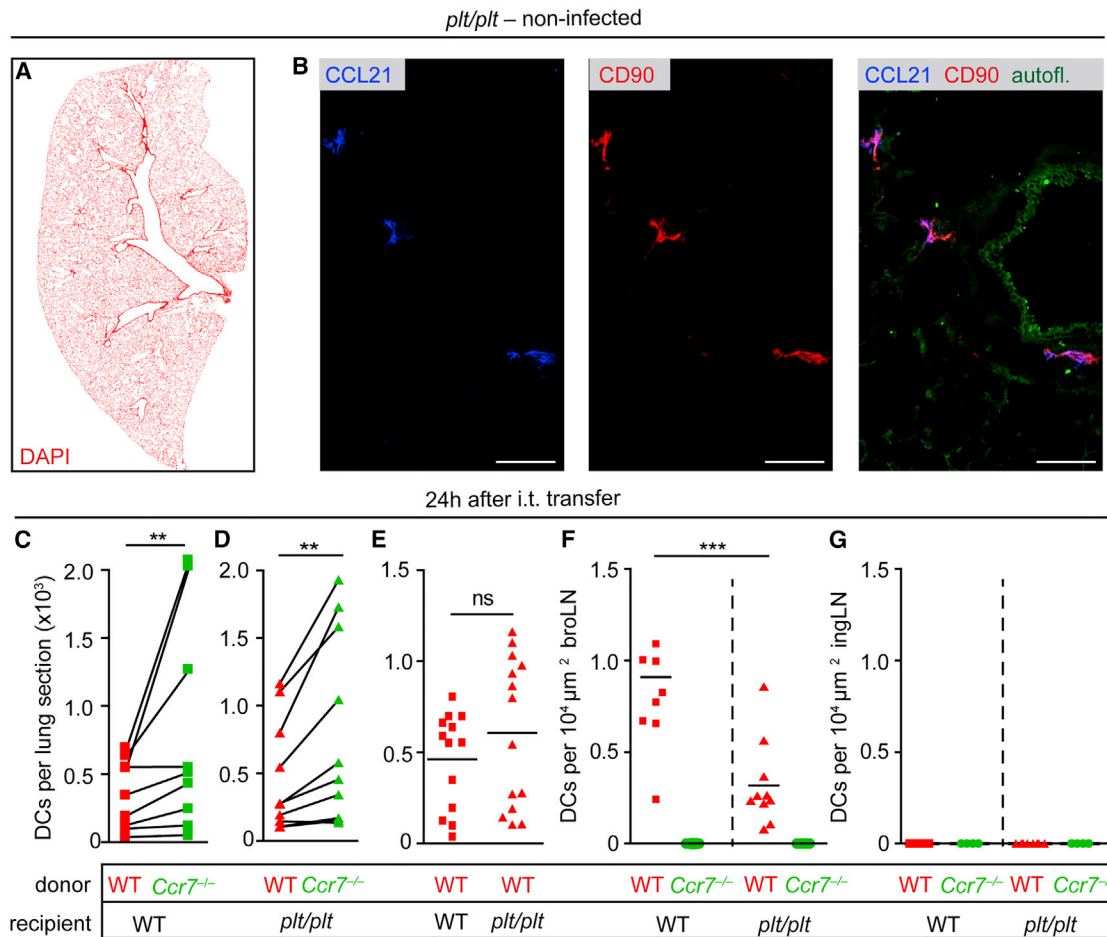 plt/plt – non-infected
A
DAPI
B
CCL21
CD90
CCL21 CD90 autofl.
24h after i.t. transfer
C
**
DCs per lung section (x10³)
2.0
1.5
1.0
0.5
0
D
**
2.0
1.5
1.0
0.5
0
E
ns
1.5
1.0
0.5
0
F
***
DCs per 10⁴ µm ² broLN
1.5
1.0
0.5
0
G
DCs per 10⁴ µm ² ingLN
1.5
1.0
0.5
0
donor WT Ccr7⁻/⁻ WT Ccr7⁻/⁻ WT WT WT Ccr7⁻/⁻ WT Ccr7⁻/⁻ WT Ccr7⁻/⁻ WT Ccr7⁻/⁻
recipient WT plt/plt WT plt/plt WT plt/plt WT plt/plt